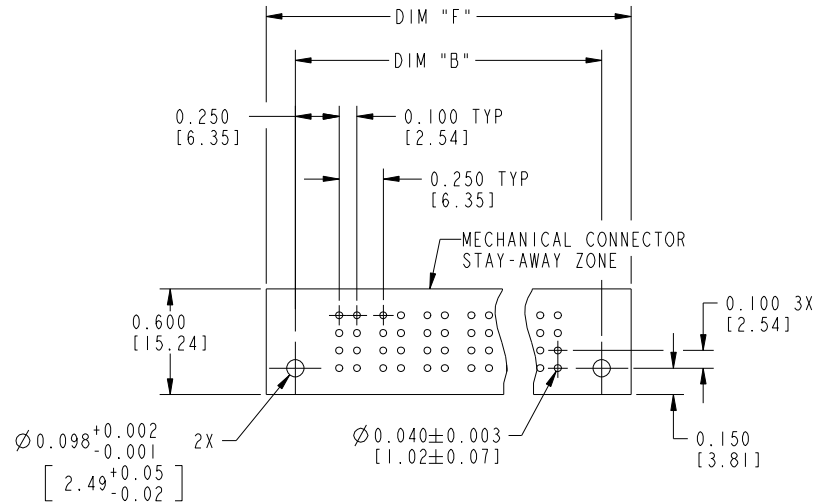 DIM "F"
DIM "B"
0.250
[6.35]
0.100 TYP
[2.54]
0.250 TYP
[6.35]
MECHANICAL CONNECTOR
STAY-AWAY ZONE
0.600
[15.24]
0.100 3X
[2.54]
Ø0.098 +0.002
-0.001
2X
[2.49 +0.05
-0.02]
Ø0.040±0.003
[1.02±0.07]
0.150
[3.81]